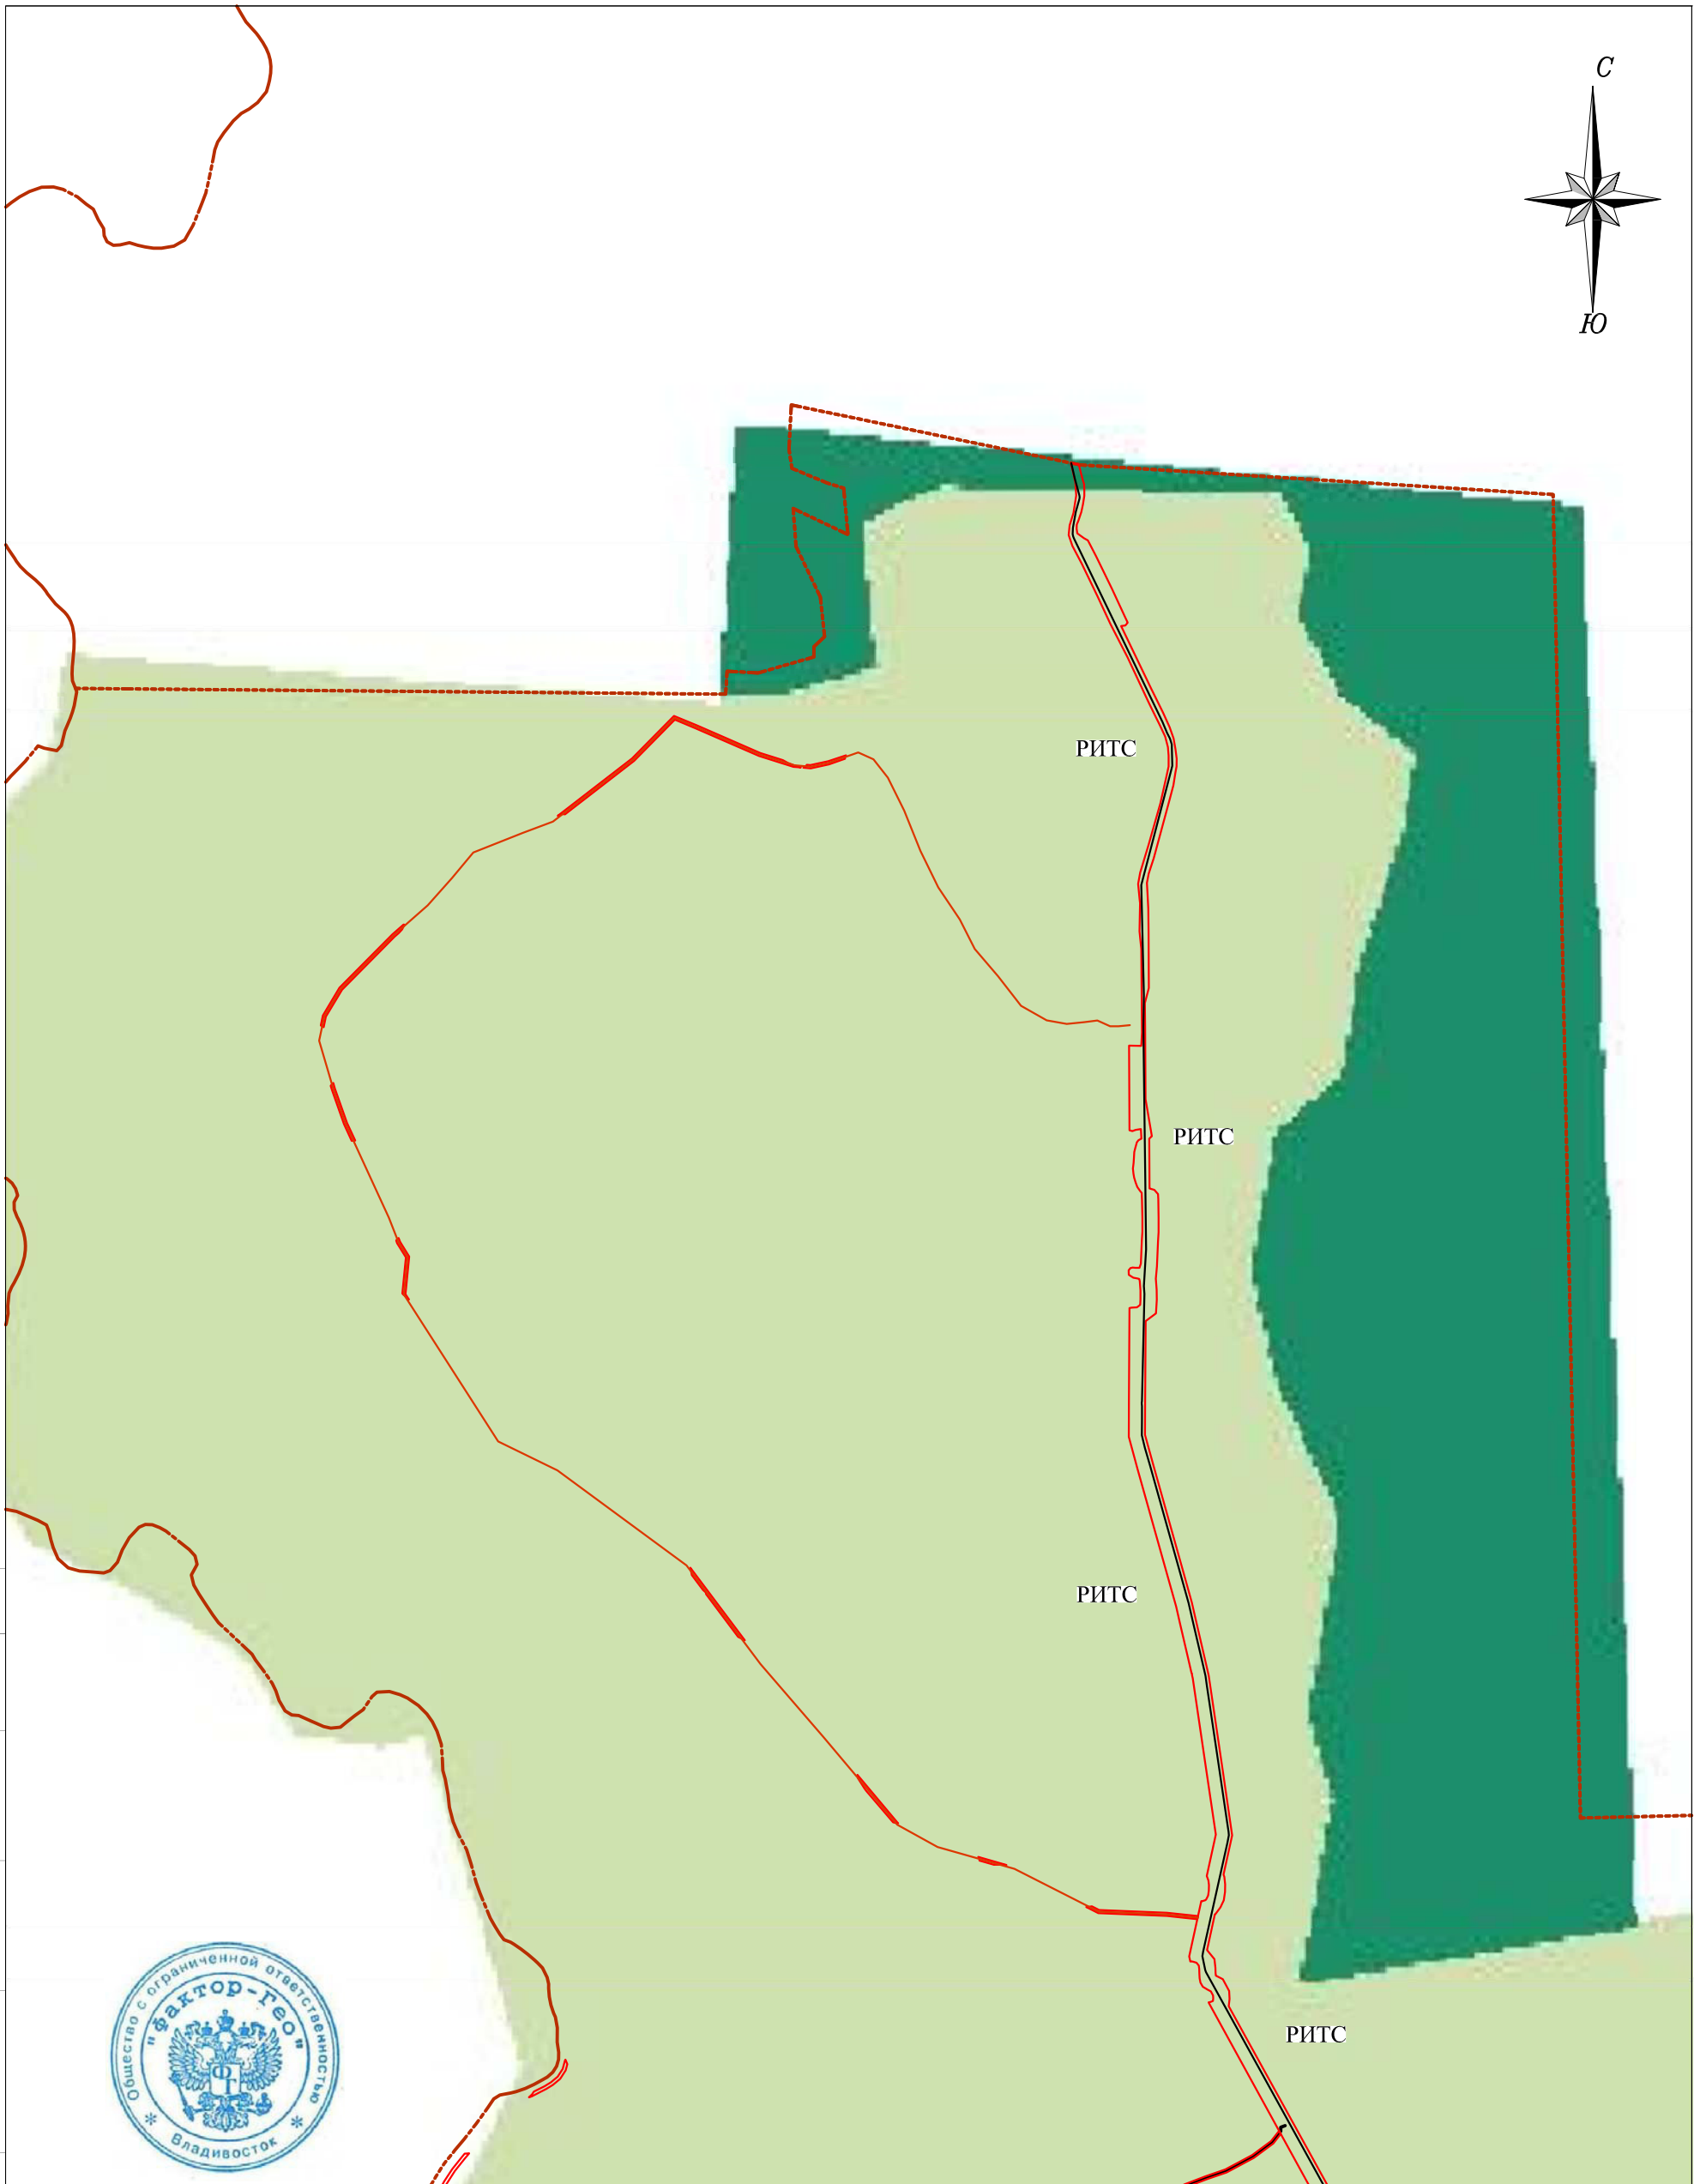 С
Ю
РИТС
РИТС
РИТС
РИТС
Общество с ограниченной ответственностью
"Фактор-гео"
ФГ
* Владивосток *